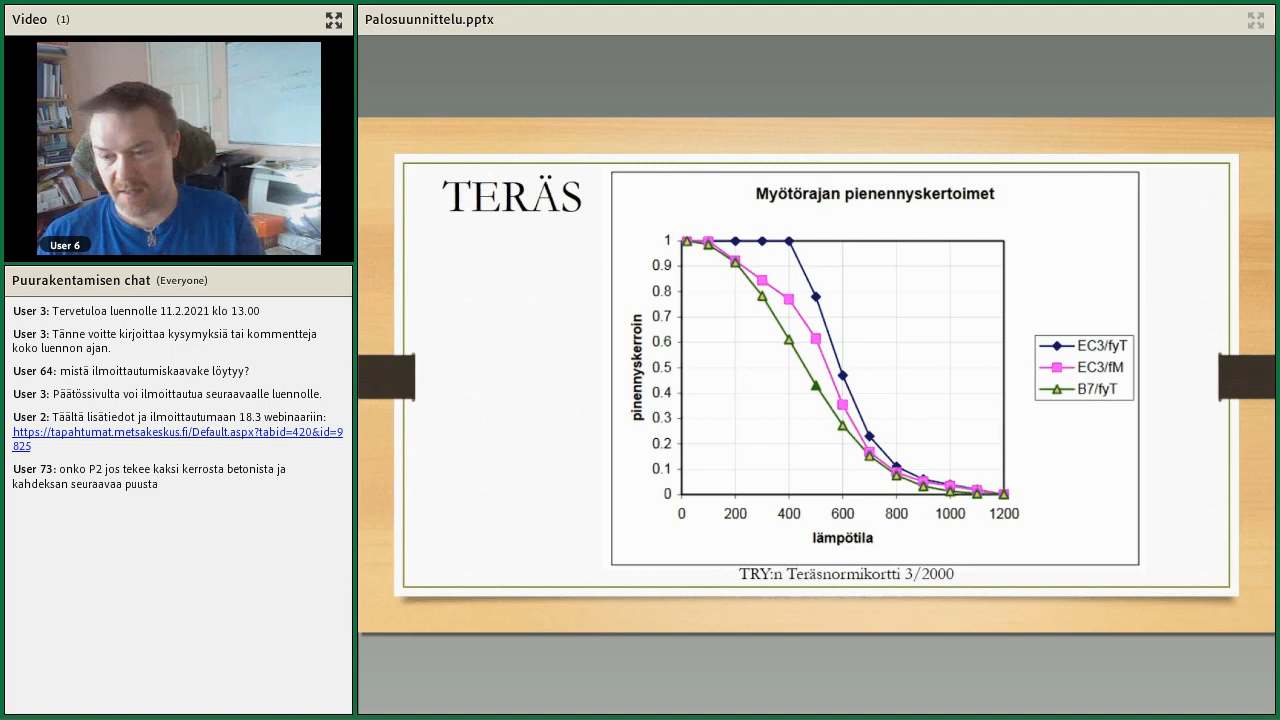 Video (1)
User 6
Puurakentamisen chat (Everyone)
User 3: Tervetuloa luennolle 11.2.2021 klo 13.00
User 3: Tänne voitte kirjoittaa kysymyksiä tai kommentteja
koko luennon ajan.
User 64: mistä ilmoittautumiskaavake löytyy?
User 3: Päätössivulta voi ilmoittautua seuraavaalle luennolle.
User 2: Täältä lisätiedot ja ilmoittautumaan 18.3 webinaariin:
https://tapahtumat.metsakeskus.fi/Default.aspx?tabid=420&id=9
825
User 73: onko P2 jos tekee kaksi kerrosta betonista ja
kahdeksan seuraavaa puusta
Palosuunnittelu.pptx
TERÄS
Myötörajan pienennyskertoimet
pienennyskerroin
1
0.9
0.8
0.7
0.6
0.5
0.4
0.3
0.2
0.1
0
0 200 400 600 800 1000 1200
lämpötila
EC3/fyT
EC3/fM
B7/fyT
TRY:n Teräsnormikortti 3/2000